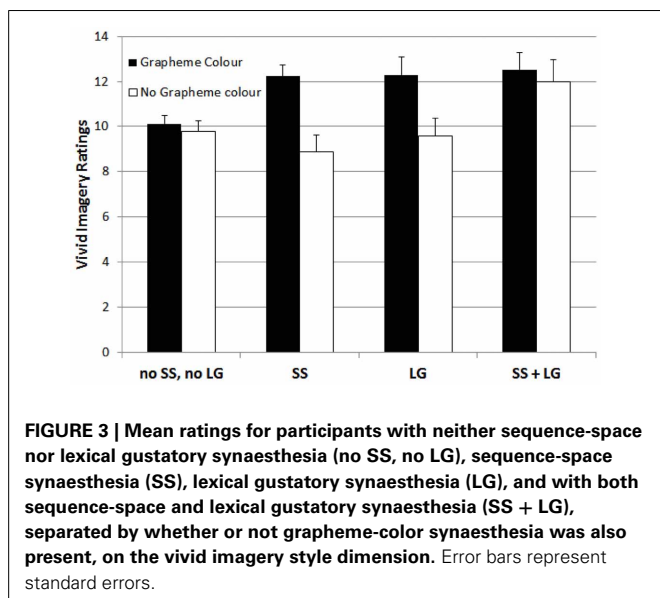 14
12
10
8
6
4
2
0
Vivid Imagery Ratings
Grapheme Colour
No Grapheme colour
no SS, no LG SS LG SS + LG
FIGURE 3 | Mean ratings for participants with neither sequence-space
nor lexical gustatory synaesthesia (no SS, no LG), sequence-space
synaesthesia (SS), lexical gustatory synaesthesia (LG), and with both
sequence-space and lexical gustatory synaesthesia (SS + LG),
separated by whether or not grapheme-color synaesthesia was also
present, on the vivid imagery style dimension. Error bars represent
standard errors.